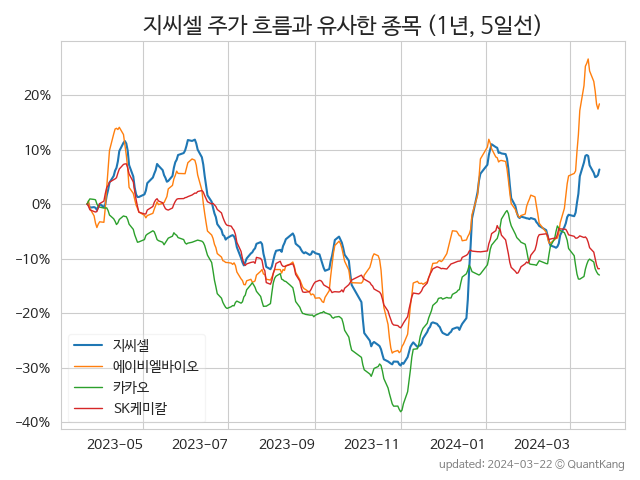 지씨셀 주가 흐름과 유사한 종목 (1년, 5일선)
20%
10%
0%
−10%
−20%
−30%
−40%
지씨셀
에이비엘바이오
카카오
SK케미칼
2023-05 2023-07 2023-09 2023-11 2024-01 2024-03
updated: 2024-03-22 ⓒ QuantKang